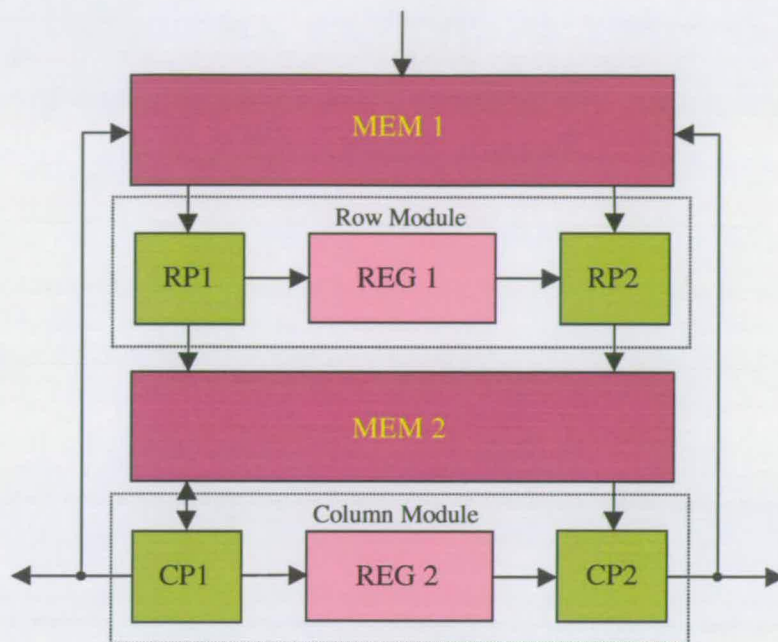 MEM 1
Row Module
RP1 REG 1 RP2
MEM 2
Column Module
CP1 REG 2 CP2